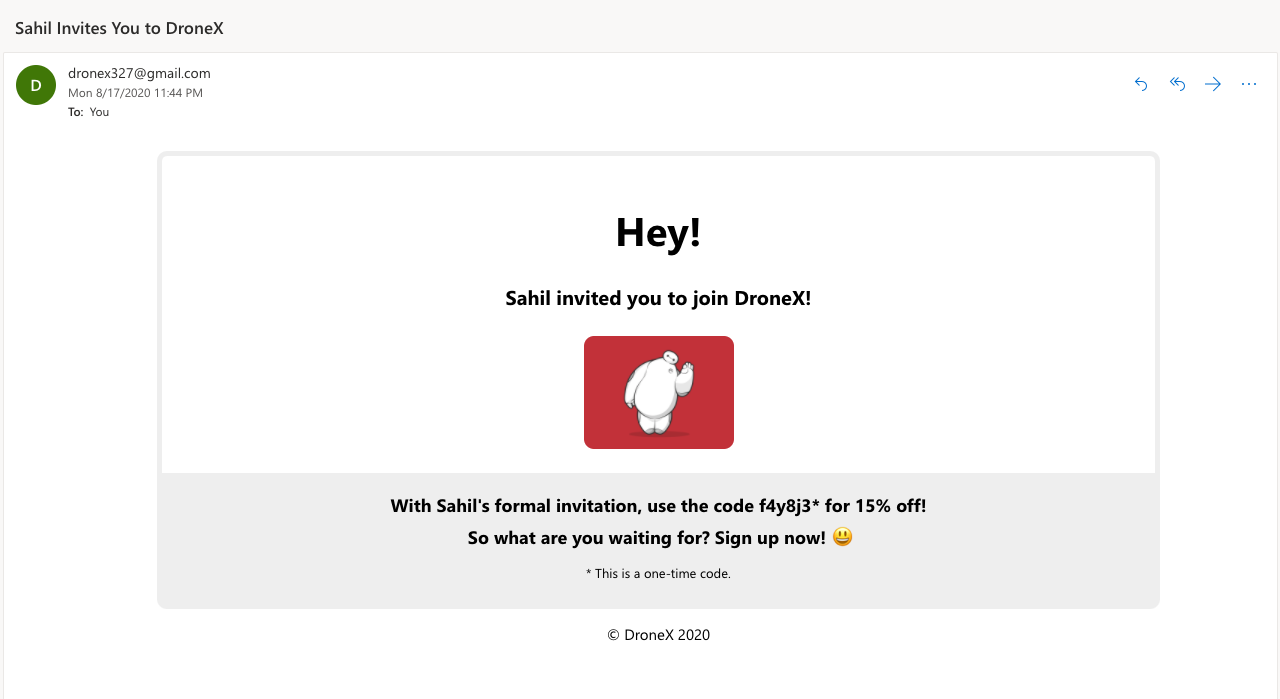 Sahil Invites You to DroneX
D
dronex327@gmail.com
Mon 8/17/2020 11:44 PM
To: You
Hey!
Sahil invited you to join DroneX!
With Sahil's formal invitation, use the code f4y8j3* for 15% off!
So what are you waiting for? Sign up now! 😃
* This is a one-time code.
© DroneX 2020